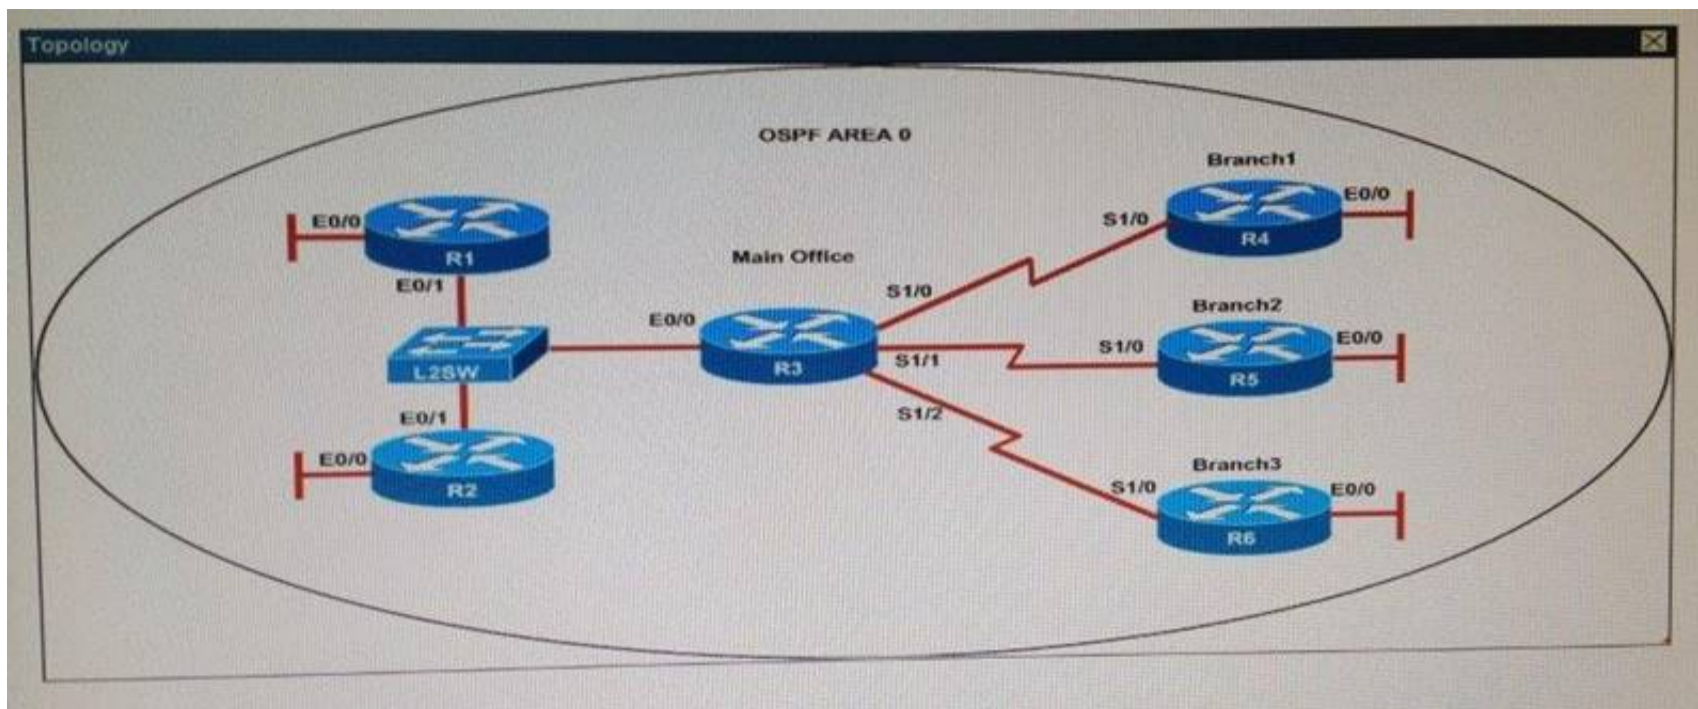 Topology
OSPF AREA 0
Branch1
E0/0
S1/0
R4
E0/0
R1
E0/1
Main Office
S1/0
E0/0
R3
S1/1
S1/2
Branch2
E0/0
S1/0
R5
L2SW
E0/1
E0/0
R2
Branch3
S1/0
E0/0
R6